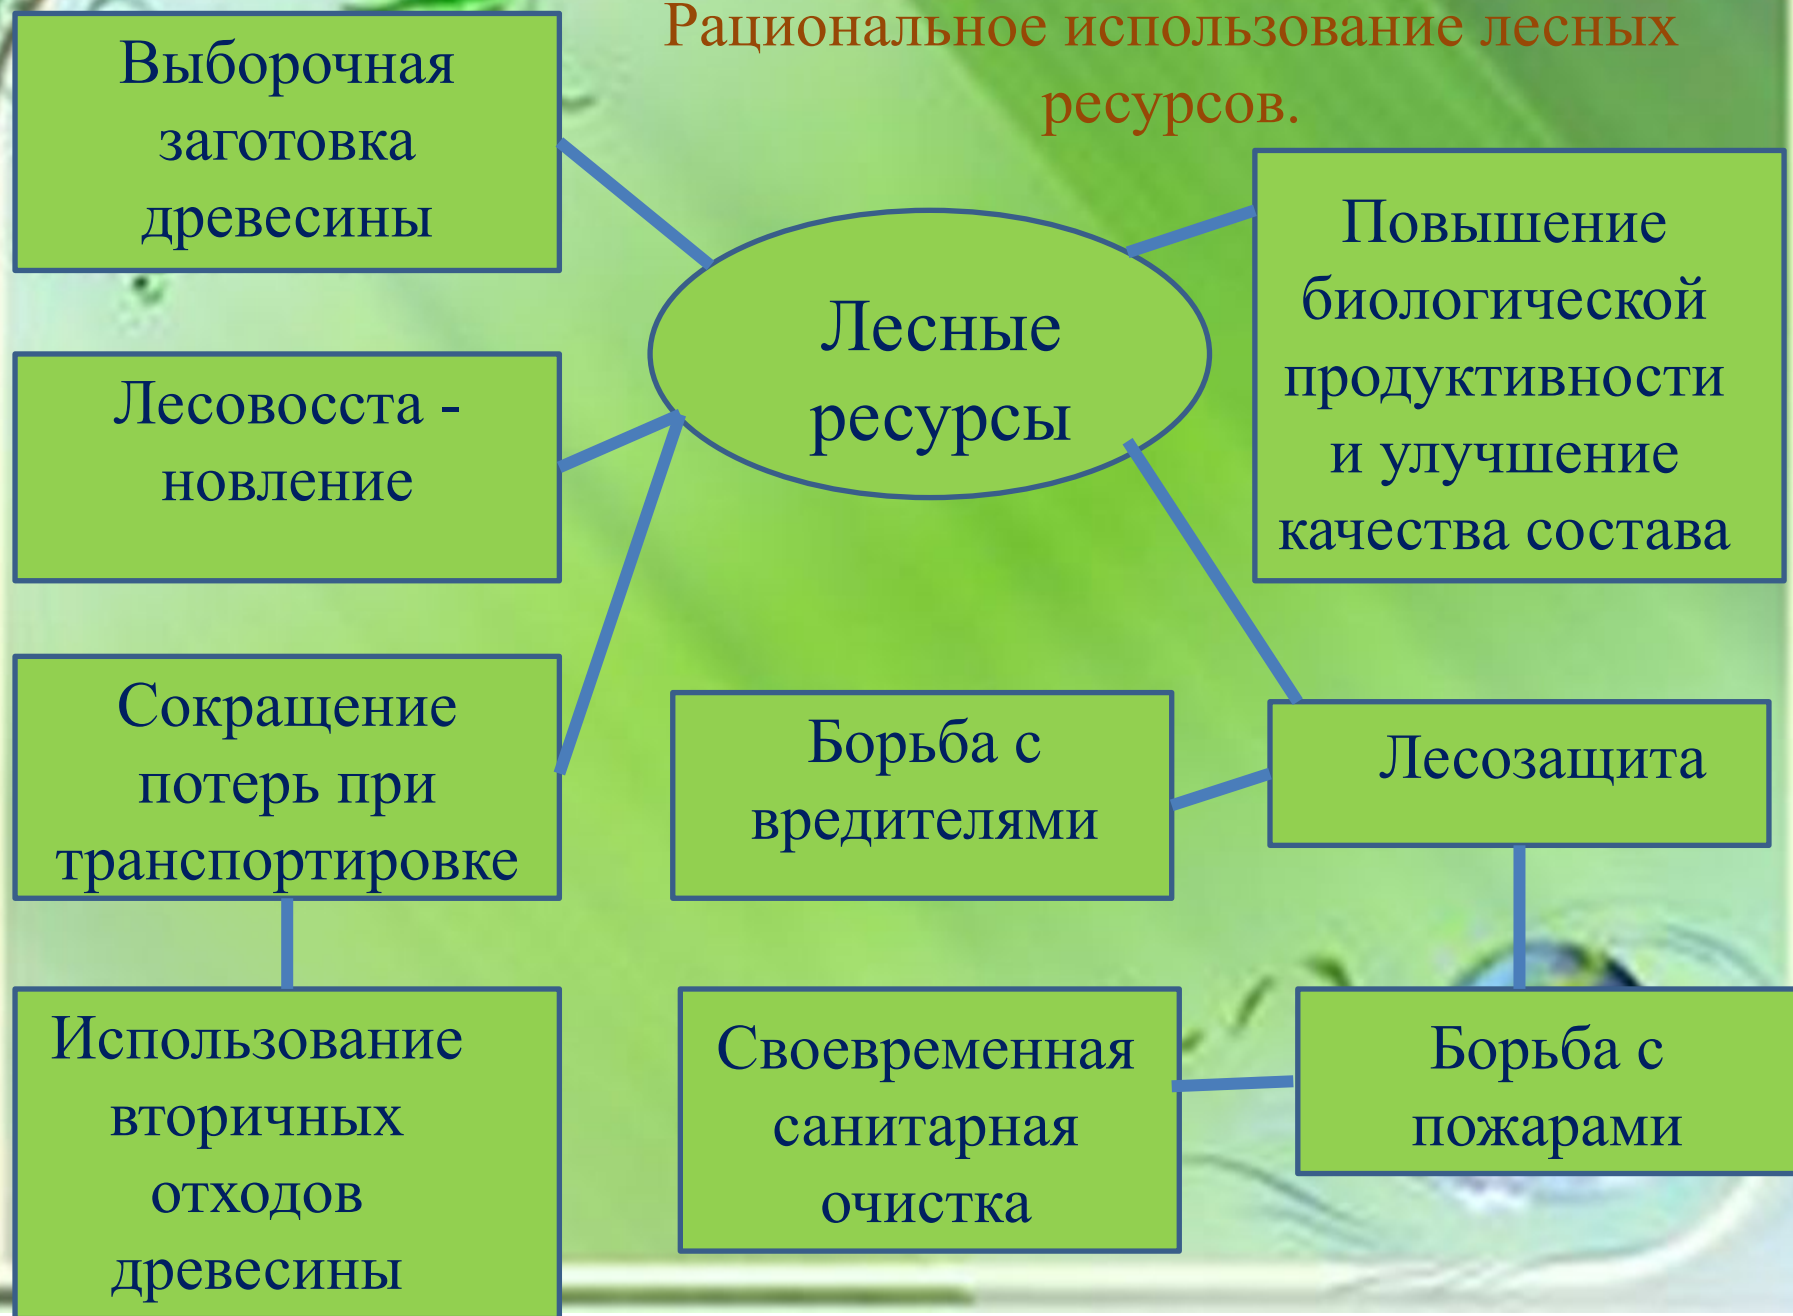 Рациональное использование лесных
ресурсов.
Выборочная
заготовка
древесины
Лесные
ресурсы
Повышение
биологической
продуктивности
и улучшение
качества состава
Лесовосста -
новление
Сокращение
потерь при
транспортировке
Борьба с
вредителями
Лесозащита
Использование
вторичных
отходов
древесины
Своевременная
санитарная
очистка
Борьба с
пожарами